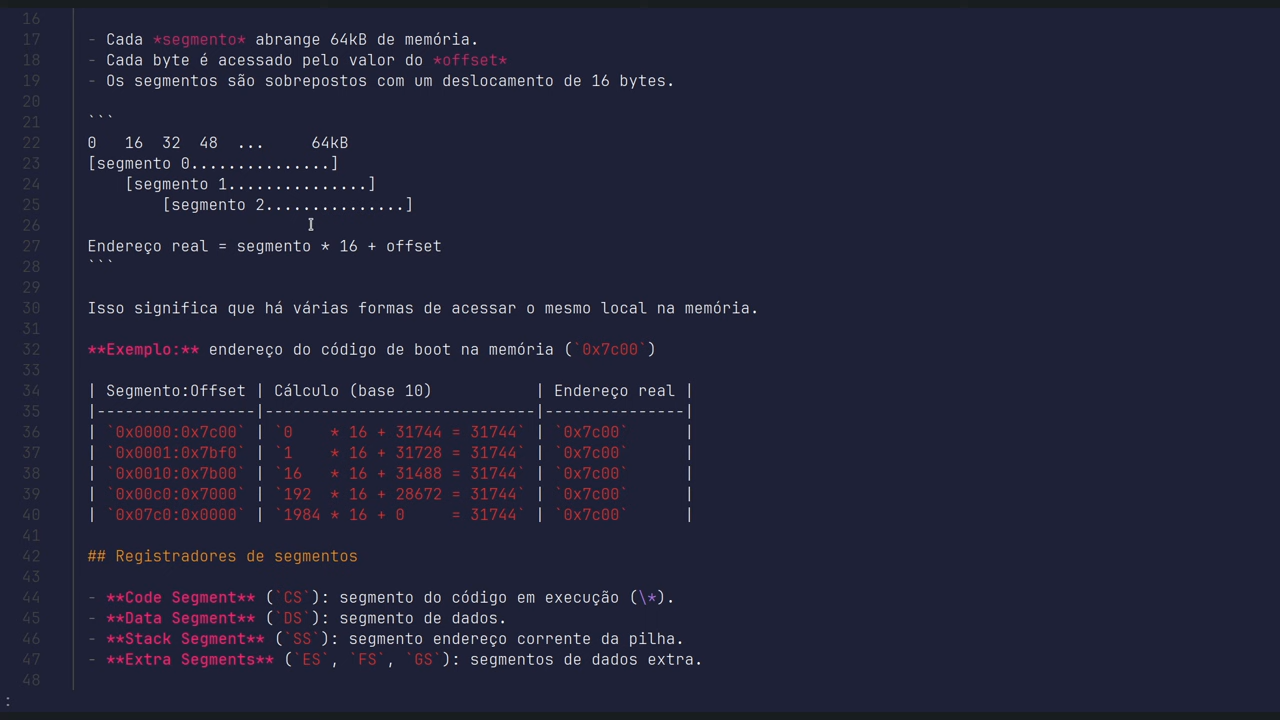 16
17 - Cada *segmento* abrange 64kB de memória.
18 - Cada byte é acessado pelo valor do *offset*
19 - Os segmentos são sobrepostos com um deslocamento de 16 bytes.
20
21 ```
22 0   16  32  48  ...     64kB
23 [segmento 0...............]
24     [segmento 1...............]
25         [segmento 2...............]
26
27 Endereço real = segmento * 16 + offset
28 ```
29
30 Isso significa que há várias formas de acessar o mesmo local na memória.
31
32 **Exemplo:** endereço do código de boot na memória (`0x7c00`)
33
34 | Segmento:Offset | Cálculo (base 10)           | Endereço real |
35 |-----------------|-----------------------------|---------------|
36 | `0x0000:0x7c00` | `0    * 16 + 31744 = 31744` | `0x7c00`      |
37 | `0x0001:0x7bf0` | `1    * 16 + 31728 = 31744` | `0x7c00`      |
38 | `0x0010:0x7b00` | `16   * 16 + 31488 = 31744` | `0x7c00`      |
39 | `0x00c0:0x7000` | `192  * 16 + 28672 = 31744` | `0x7c00`      |
40 | `0x07c0:0x0000` | `1984 * 16 + 0     = 31744` | `0x7c00`      |
41
42 ## Registradores de segmentos
43
44 - **Code Segment** (`CS`): segmento do código em execução (\*).
45 - **Data Segment** (`DS`): segmento de dados.
46 - **Stack Segment** (`SS`): segmento endereço corrente da pilha.
47 - **Extra Segments** (`ES`, `FS`, `GS`): segmentos de dados extra.
48
: